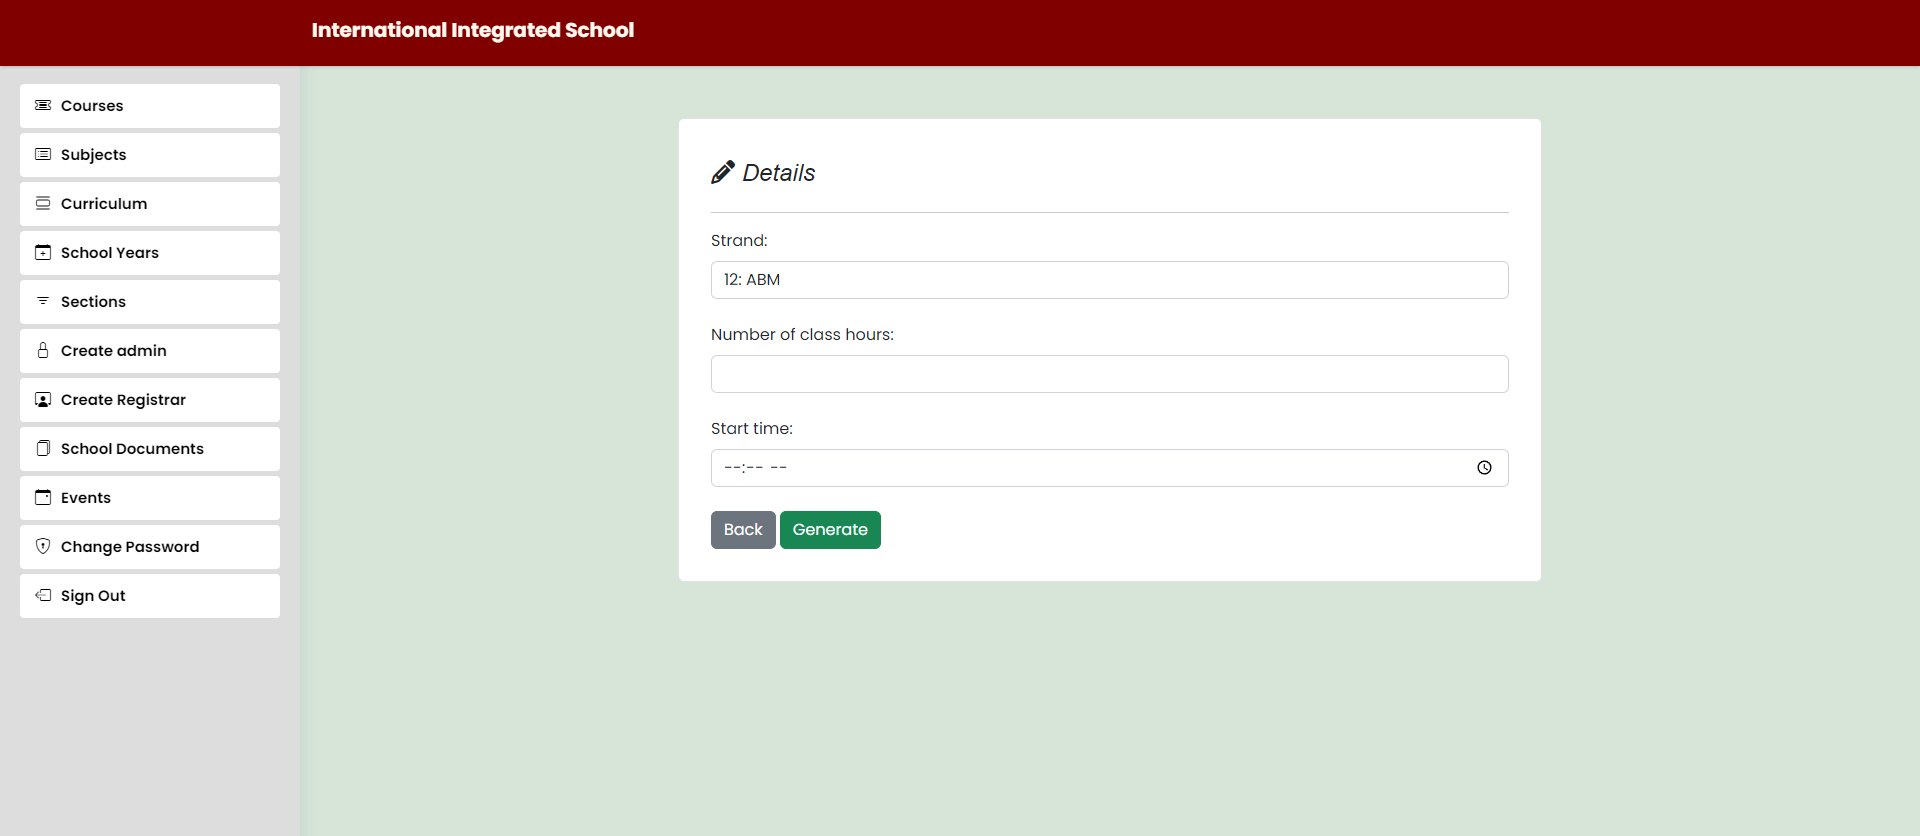 International Integrated School
Courses
Subjects
Curriculum
School Years
Sections
Create admin
Create Registrar
School Documents
Events
Change Password
Sign Out
Details
Strand:
12: ABM
Number of class hours:
Start time:
--:-- --
Back Generate